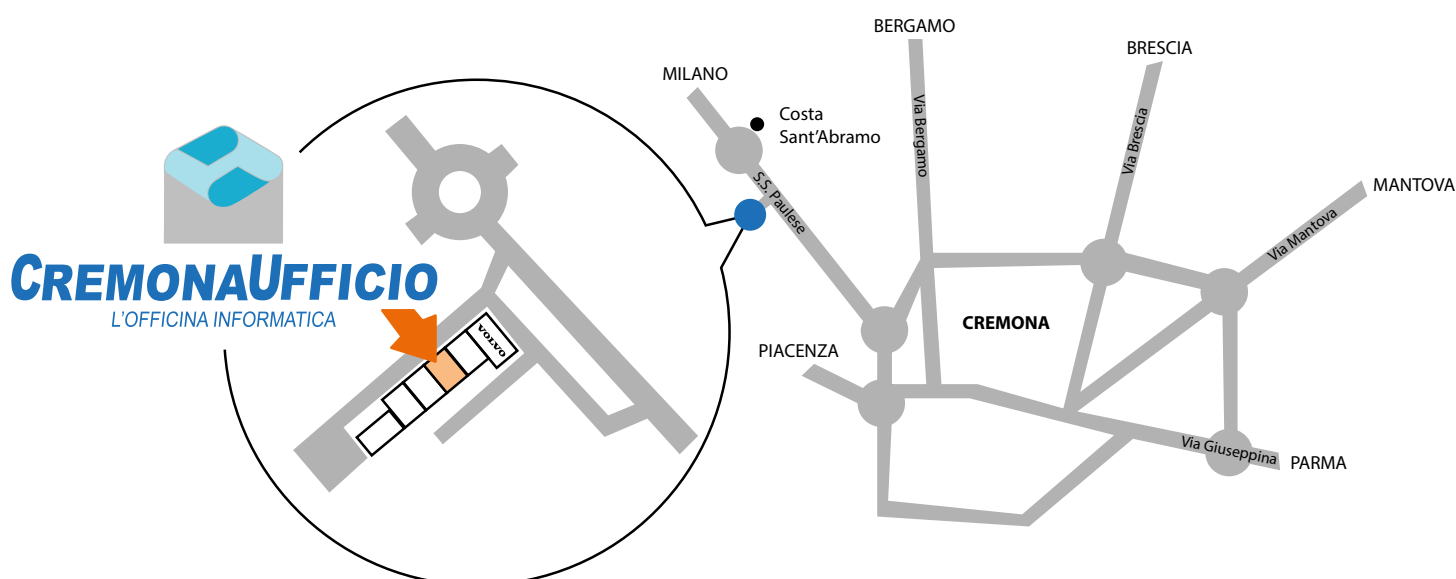 BERGAMO
BRESCIA
MILANO
Costa
Sant'Abramo
Via Bergamo
Via Brescia
MANTOVA
S.S. Paulese
Via Mantova
CREMONAUFFICIO
L'OFFICINA INFORMATICA
VOLVO
CREMONA
PIACENZA
Via Giuseppina
PARMA